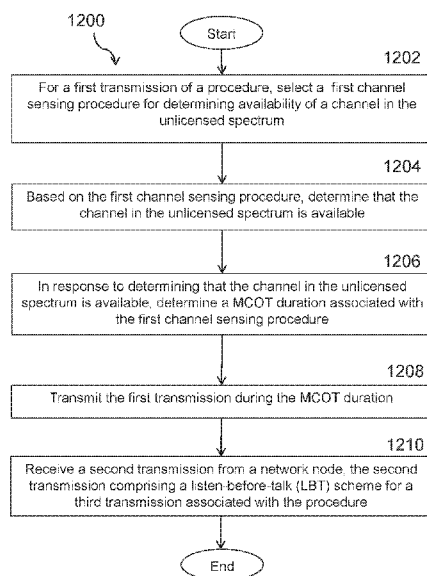 1200
Start
1202
For a first transmission of a procedure, select a first channel
sensing procedure for determining availability of a channel in the
unlicensed spectrum
1204
Based on the first channel sensing procedure, determine that the
channel in the unlicensed spectrum is available
1206
In response to determining that the channel in the unlicensed
spectrum is available, determine a MCOT duration associated with
the first channel sensing procedure
1208
Transmit the first transmission during the MCOT duration
1210
Receive a second transmission from a network node, the second
transmission comprising a listen-before-talk (LBT) scheme for a
third transmission associated with the procedure
End